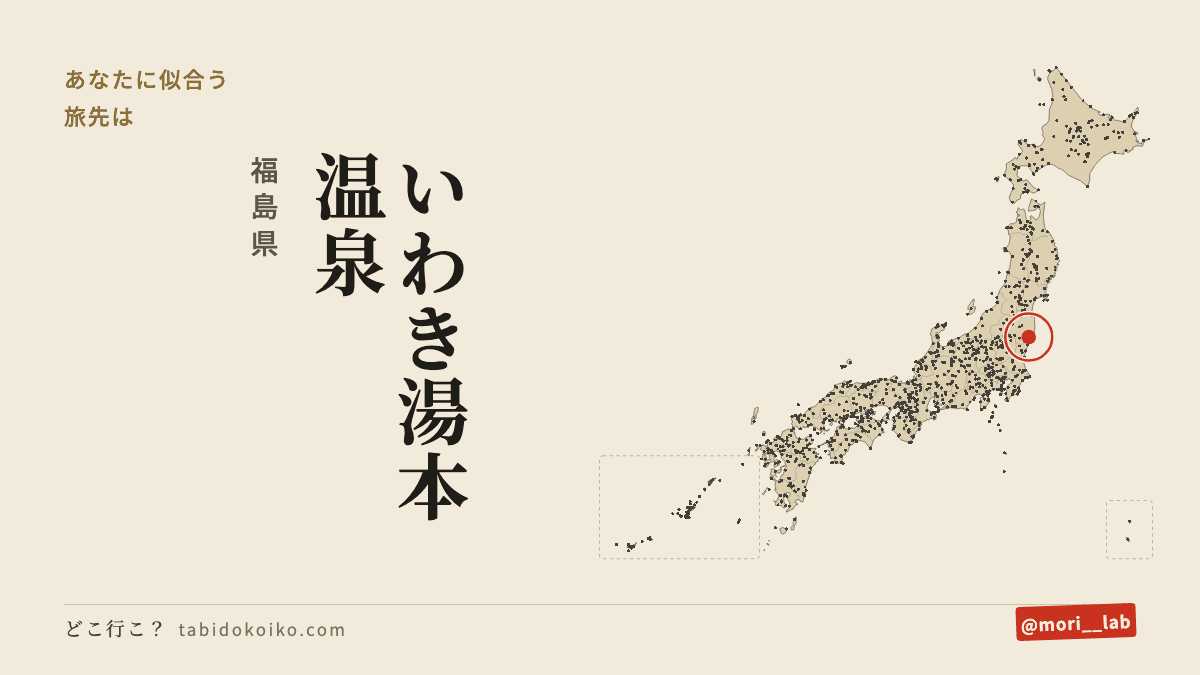 あなたに似合う
旅先は
いわき湯本
温泉
福島県
どこ行こ？ tabidokoiko.com
@mori__lab